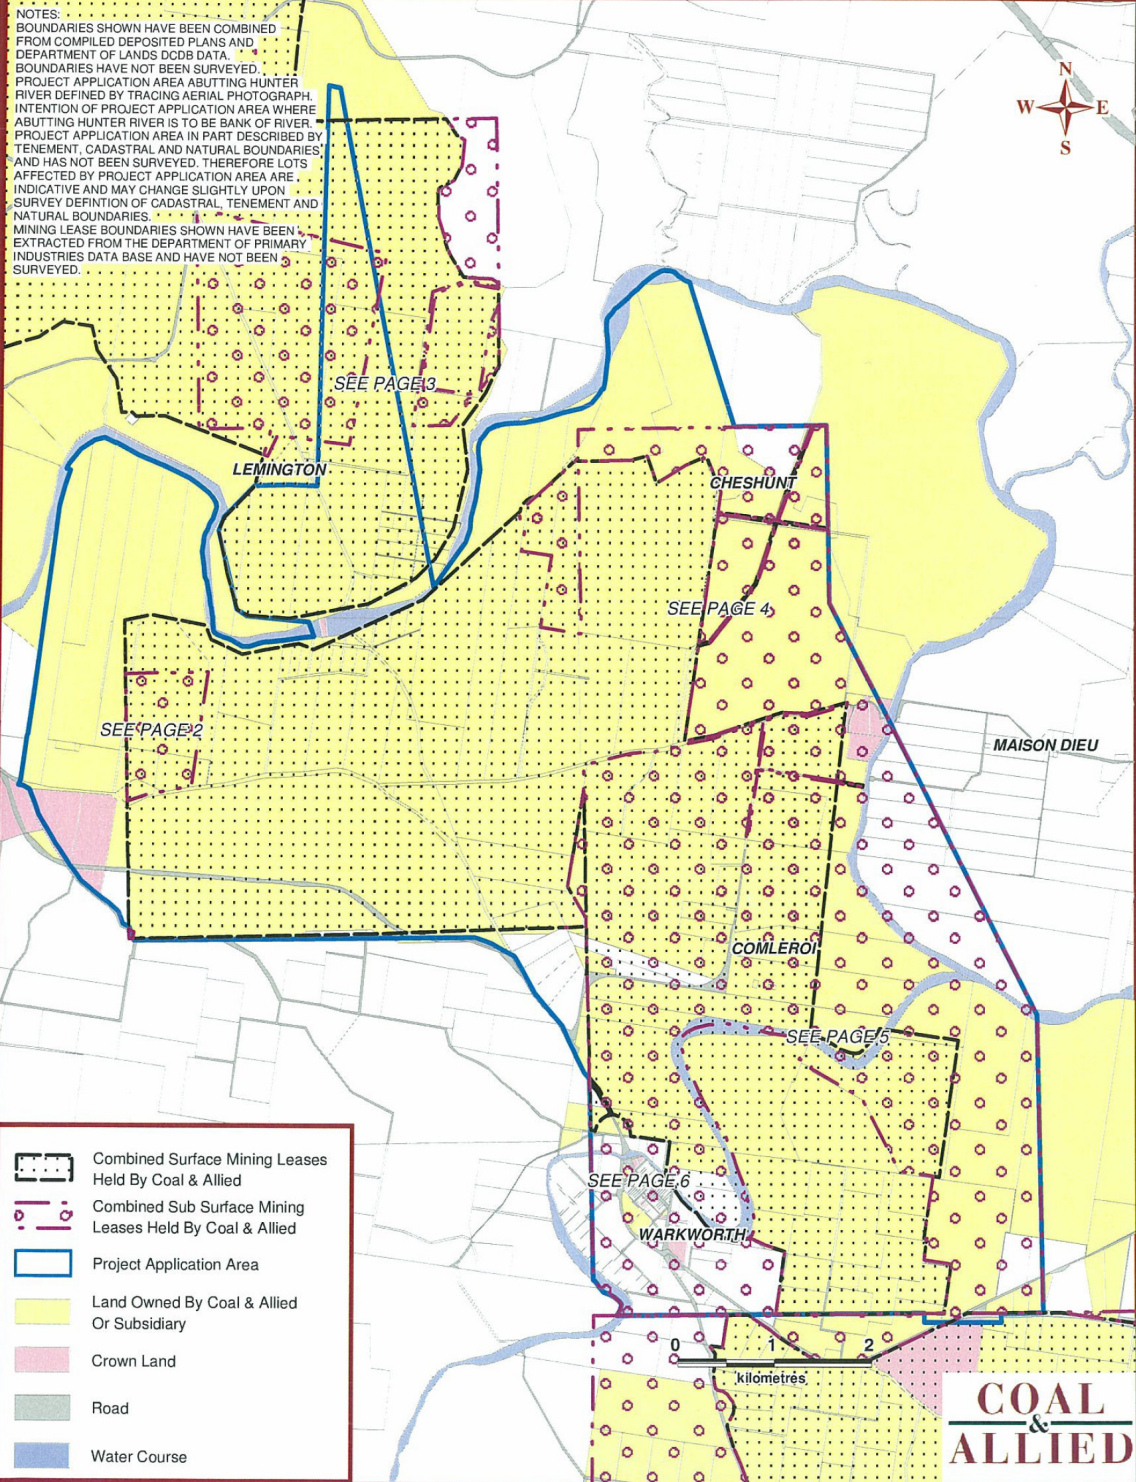 NOTES:
BOUNDARIES SHOWN HAVE BEEN COMBINED
FROM COMPILED DEPOSITED PLANS AND
DEPARTMENT OF LANDS DCDB DATA.
BOUNDARIES HAVE NOT BEEN SURVEYED.
PROJECT APPLICATION AREA ABUTTING HUNTER
RIVER DEFINED BY TRACING AERIAL PHOTOGRAPH.
INTENTION OF PROJECT APPLICATION AREA WHERE
ABUTTING HUNTER RIVER IS TO BE BANK OF RIVER.
PROJECT APPLICATION AREA IN PART DESCRIBED BY
TENEMENT, CADASTRAL AND NATURAL BOUNDARIES
AND HAS NOT BEEN SURVEYED. THEREFORE LOTS
AFFECTED BY PROJECT APPLICATION AREA ARE
INDICATIVE AND MAY CHANGE SLIGHTLY UPON
SURVEY DEFINTION OF CADASTRAL, TENEMENT AND
NATURAL BOUNDARIES.
MINING LEASE BOUNDARIES SHOWN HAVE BEEN
EXTRACTED FROM THE DEPARTMENT OF PRIMARY
INDUSTRIES DATA BASE AND HAVE NOT BEEN
SURVEYED.
N
W E
S
SEE PAGE 3
LEMINGTON
CHESHUNT
SEE PAGE 4
SEE PAGE 2
MAISON DIEU
COMLEROI
SEE PAGE 5
SEE PAGE 6
WARKWORTH
0 1 2
kilometres
Combined Surface Mining Leases
Held By Coal & Allied
Combined Sub Surface Mining
Leases Held By Coal & Allied
Project Application Area
Land Owned By Coal & Allied
Or Subsidiary
Crown Land
Road
Water Course
COAL
&
ALLIED